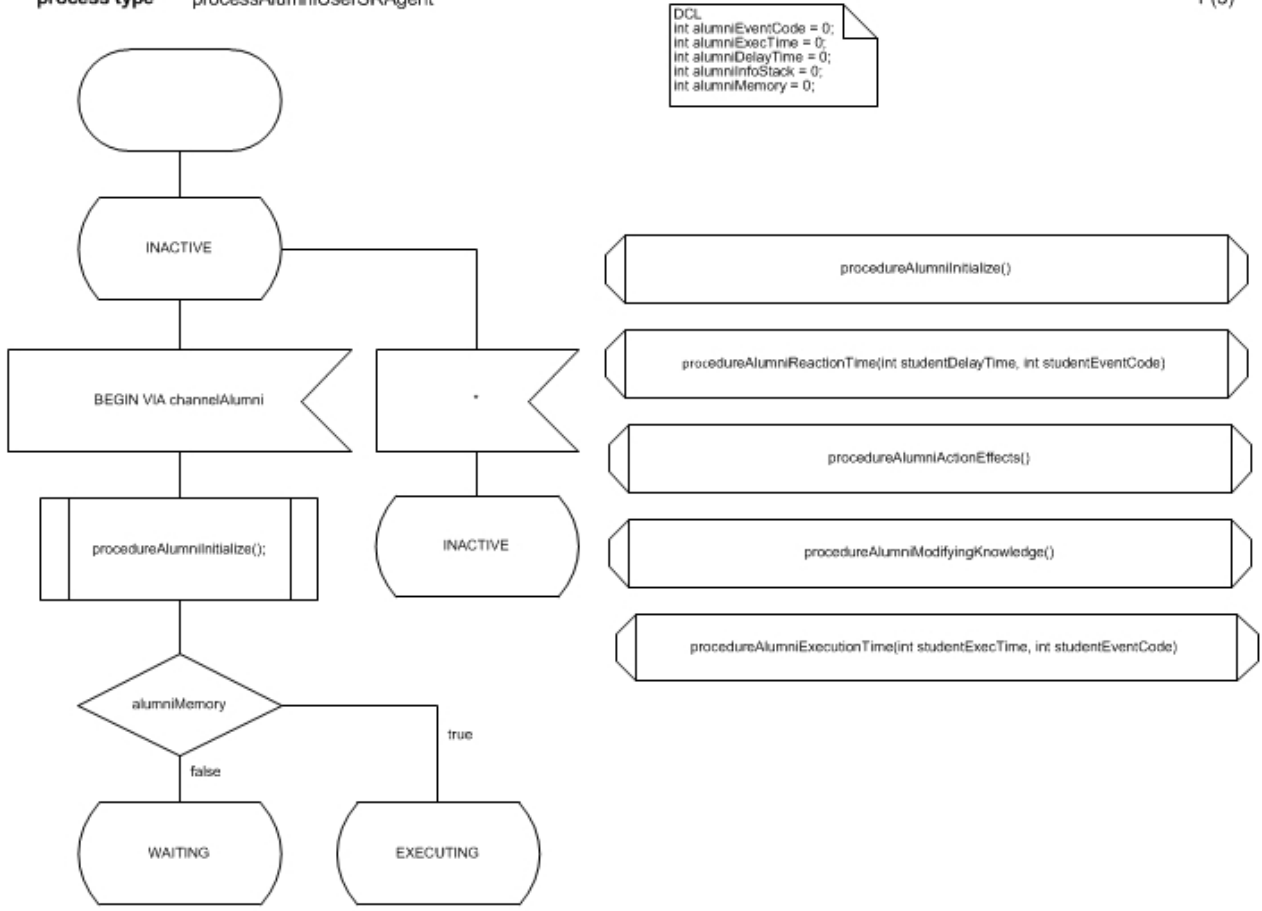 process type processAlumniUserSRAgent
1 (3)
DCL
int alumniEventCode = 0;
int alumniExecTime = 0;
int alumniDelayTime = 0;
int alumniInfoStack = 0;
int alumniMemory = 0;
INACTIVE
procedureAlumniInitialize()
procedureAlumniReactionTime(int studentDelayTime, int studentEventCode)
BEGIN VIA channelAlumni
*
procedureAlumniActionEffects()
procedureAlumniInitialize();
INACTIVE
procedureAlumniModifyingKnowledge()
procedureAlumniExecutionTime(int studentExecTime, int studentEventCode)
alumniMemory
true
false
WAITING
EXECUTING